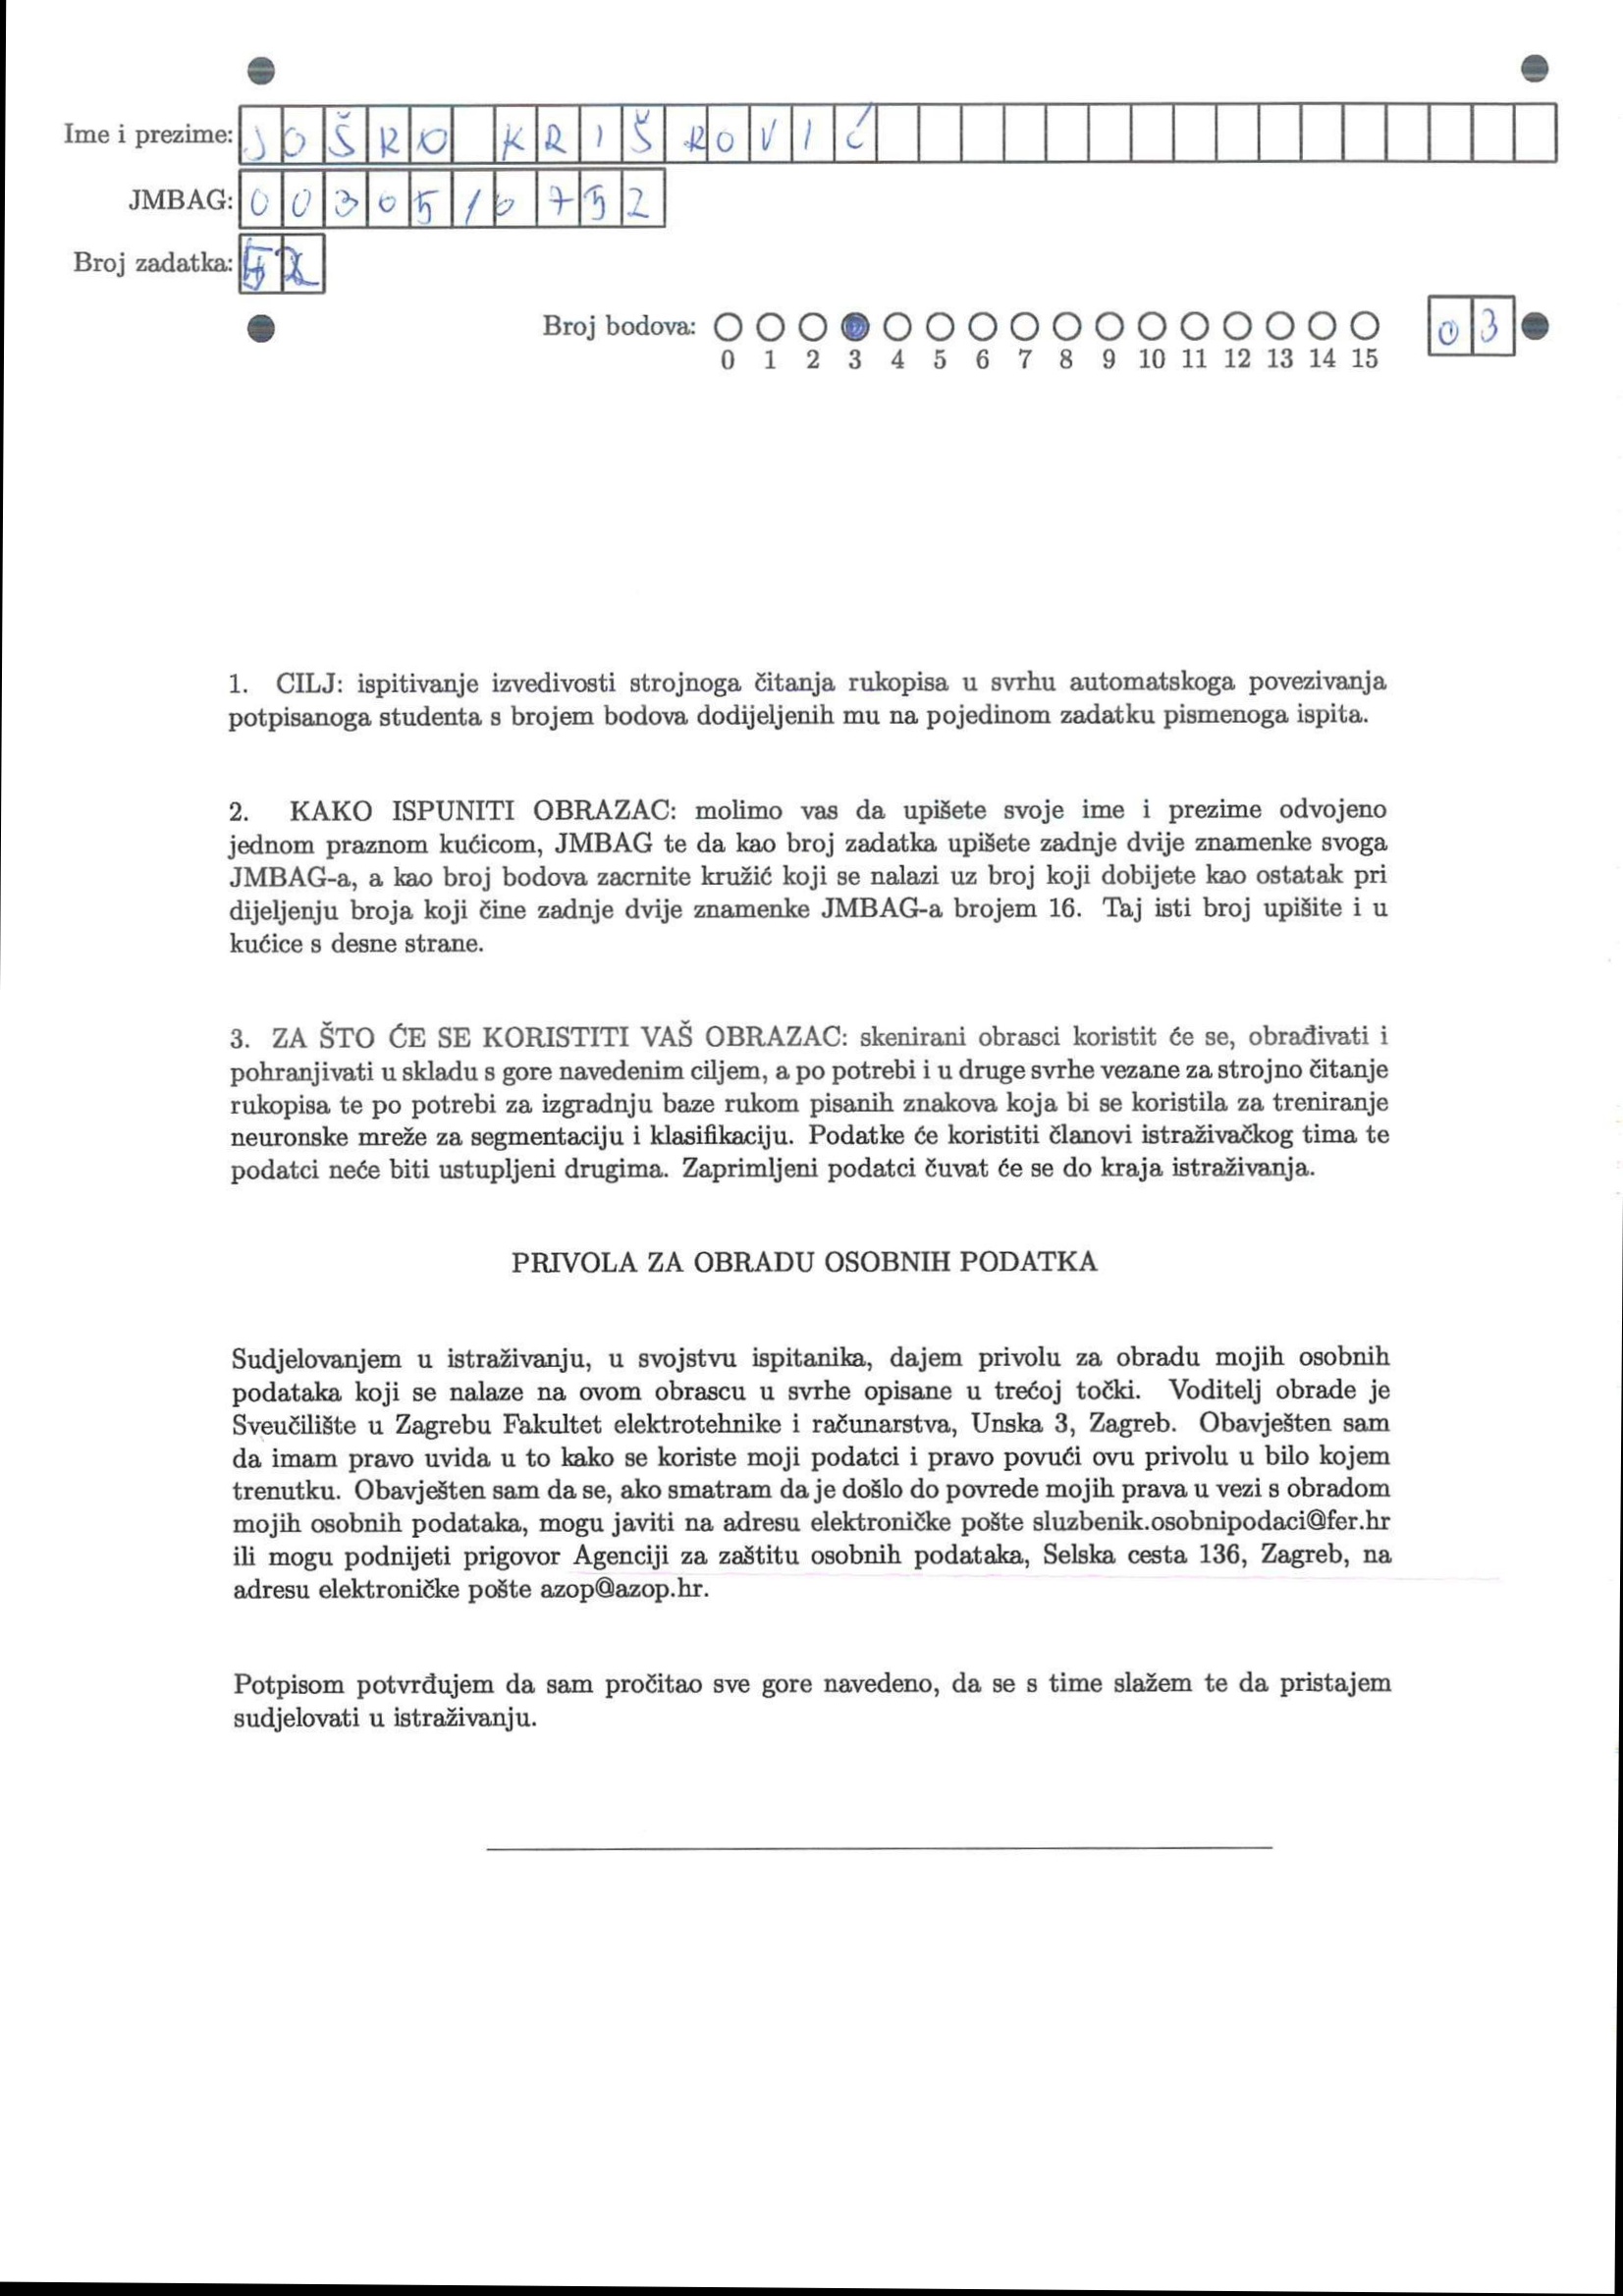 Ime i prezime: JOŠKO KRIŠKOVIĆ
JMBAG: 0036516752
Broj zadatka: 52
Broj bodova: 03
0 1 2 3 4 5 6 7 8 9 10 11 12 13 14 15
1. CILJ: ispitivanje izvedivosti strojnoga čitanja rukopisa u svrhu automatskoga povezivanja
potpisanoga studenta s brojem bodova dodijeljenih mu na pojedinom zadatku pismenoga ispita.
2. KAKO ISPUNITI OBRAZAC: molimo vas da upišete svoje ime i prezime odvojeno
jednom praznom kućicom, JMBAG te da kao broj zadatka upišete zadnje dvije znamenke svoga
JMBAG-a, a kao broj bodova zacrnite kružić koji se nalazi uz broj koji dobijete kao ostatak pri
dijeljenju broja koji čine zadnje dvije znamenke JMBAG-a brojem 16. Taj isti broj upišite i u
kućice s desne strane.
3. ZA ŠTO ĆE SE KORISTITI VAŠ OBRAZAC: skenirani obrasci koristit će se, obrađivati i
pohranjivati u skladu s gore navedenim ciljem, a po potrebi i u druge svrhe vezane za strojno čitanje
rukopisa te po potrebi za izgradnju baze rukom pisanih znakova koja bi se koristila za treniranje
neuronske mreže za segmentaciju i klasifikaciju. Podatke će koristiti članovi istraživačkog tima te
podatci neće biti ustupljeni drugima. Zaprimljeni podatci čuvat će se do kraja istraživanja.
PRIVOLA ZA OBRADU OSOBNIH PODATKA
Sudjelovanjem u istraživanju, u svojstvu ispitanika, dajem privolu za obradu mojih osobnih
podataka koji se nalaze na ovom obrascu u svrhe opisane u trećoj točki. Voditelj obrade je
Sveučilište u Zagrebu Fakultet elektrotehnike i računarstva, Unska 3, Zagreb. Obavješten sam
da imam pravo uvida u to kako se koriste moji podatci i pravo povući ovu privolu u bilo kojem
trenutku. Obavješten sam da se, ako smatram da je došlo do povrede mojih prava u vezi s obradom
mojih osobnih podataka, mogu javiti na adresu elektroničke pošte sluzbenik.osobnipodaci@fer.hr
ili mogu podnijeti prigovor Agenciji za zaštitu osobnih podataka, Selska cesta 136, Zagreb, na
adresu elektroničke pošte azop@azop.hr.
Potpisom potvrđujem da sam pročitao sve gore navedeno, da se s time slažem te da pristajem
sudjelovati u istraživanju.